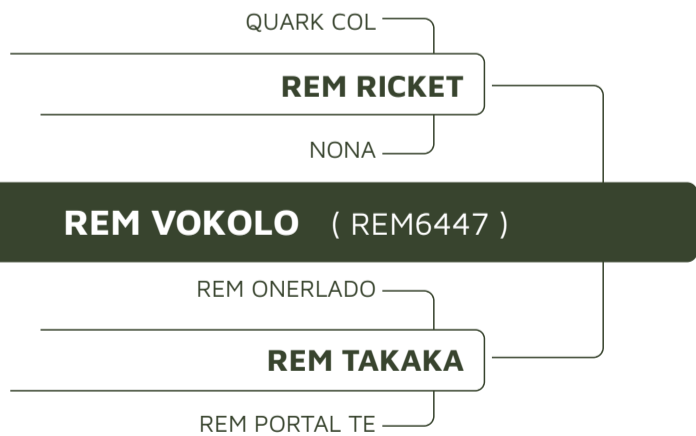 QUARK COL
REM RICKET
NONA
REM VOKOLO ( REM6447 )
REM ONERLADO
REM TAKAKA
REM PORTAL TE